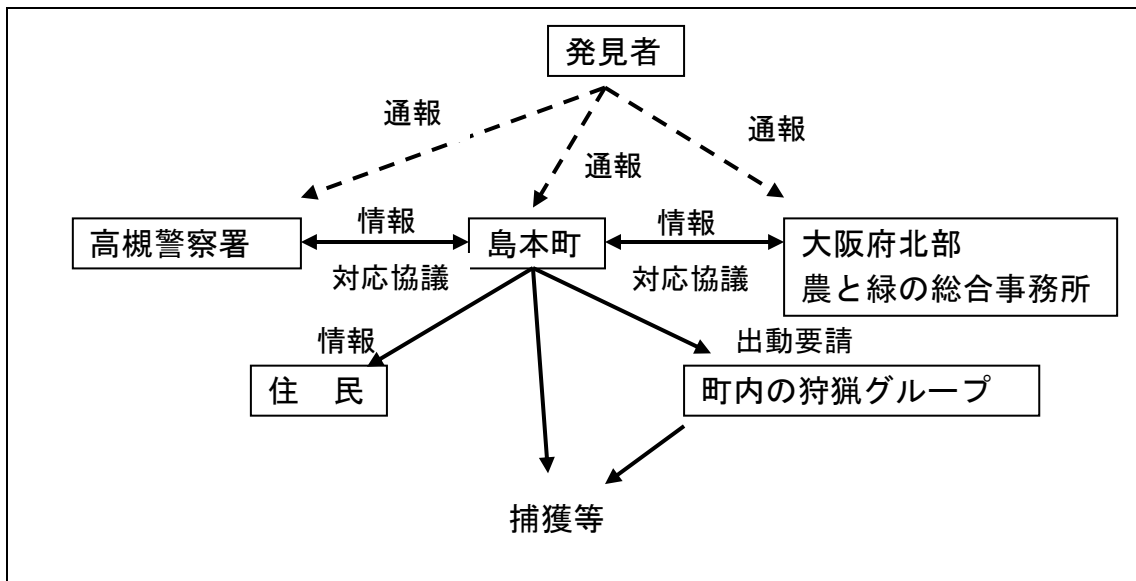 発見者
通報
通報
通報
高槻警察署
情報
対応協議
島本町
情報
対応協議
大阪府北部
農と緑の総合事務所
情報
出動要請
住　民
町内の狩猟グループ
捕獲等